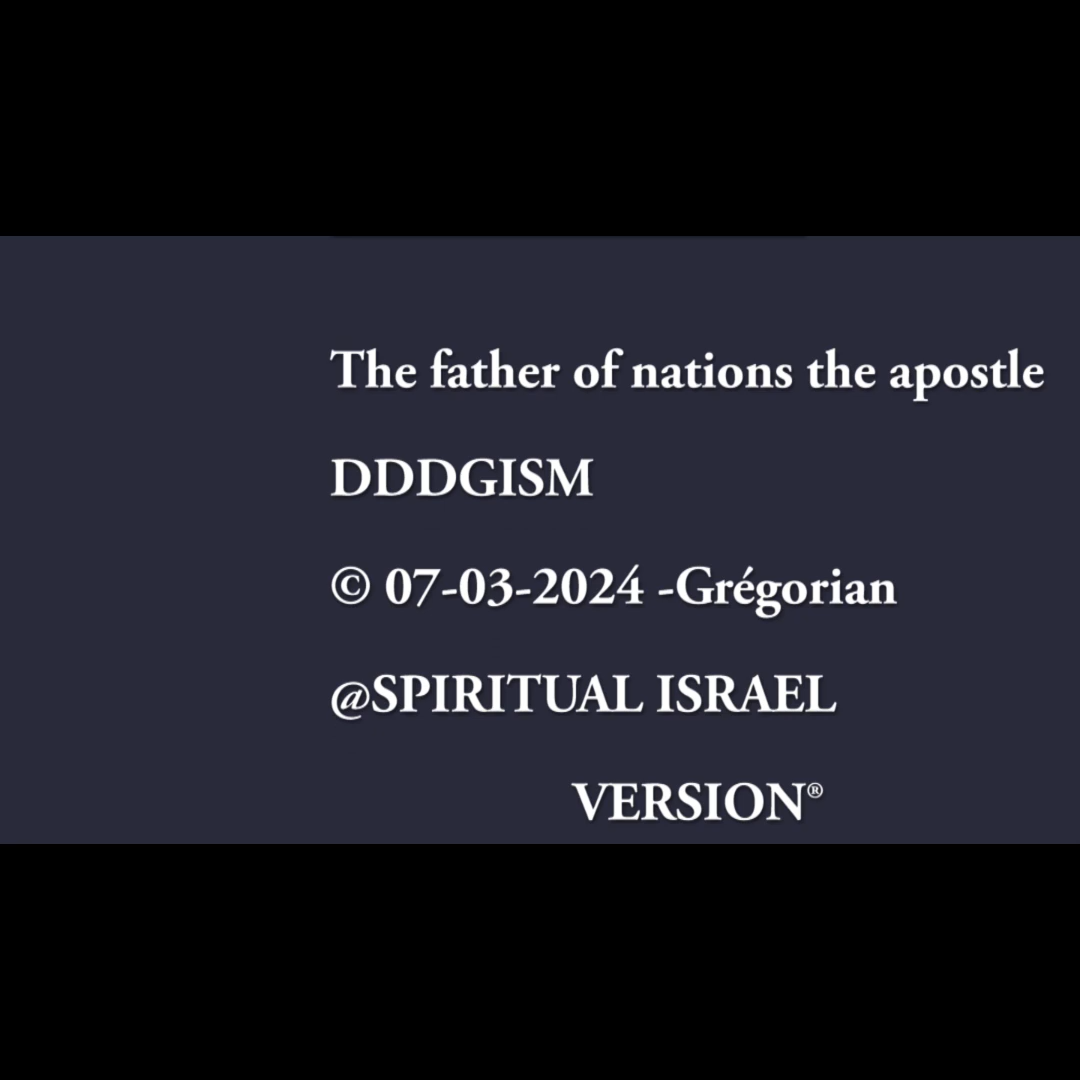 The father of nations the apostle
DDDGISM
© 07-03-2024 -Grégorian
@SPIRITUAL ISRAEL
VERSION®